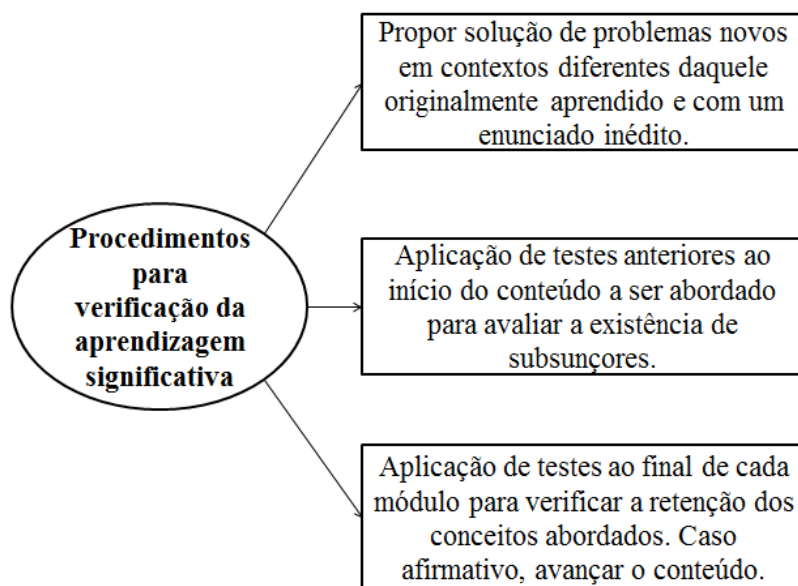 Propor solução de problemas novos
em contextos diferentes daquele
originalmente aprendido e com um
enunciado inédito.
Procedimentos
para
verificação da
aprendizagem
significativa
Aplicação de testes anteriores ao
início do conteúdo a ser abordado
para avaliar a existência de
subsunçores.
Aplicação de testes ao final de cada
módulo para verificar a retenção dos
conceitos abordados. Caso
afirmativo, avançar o conteúdo.